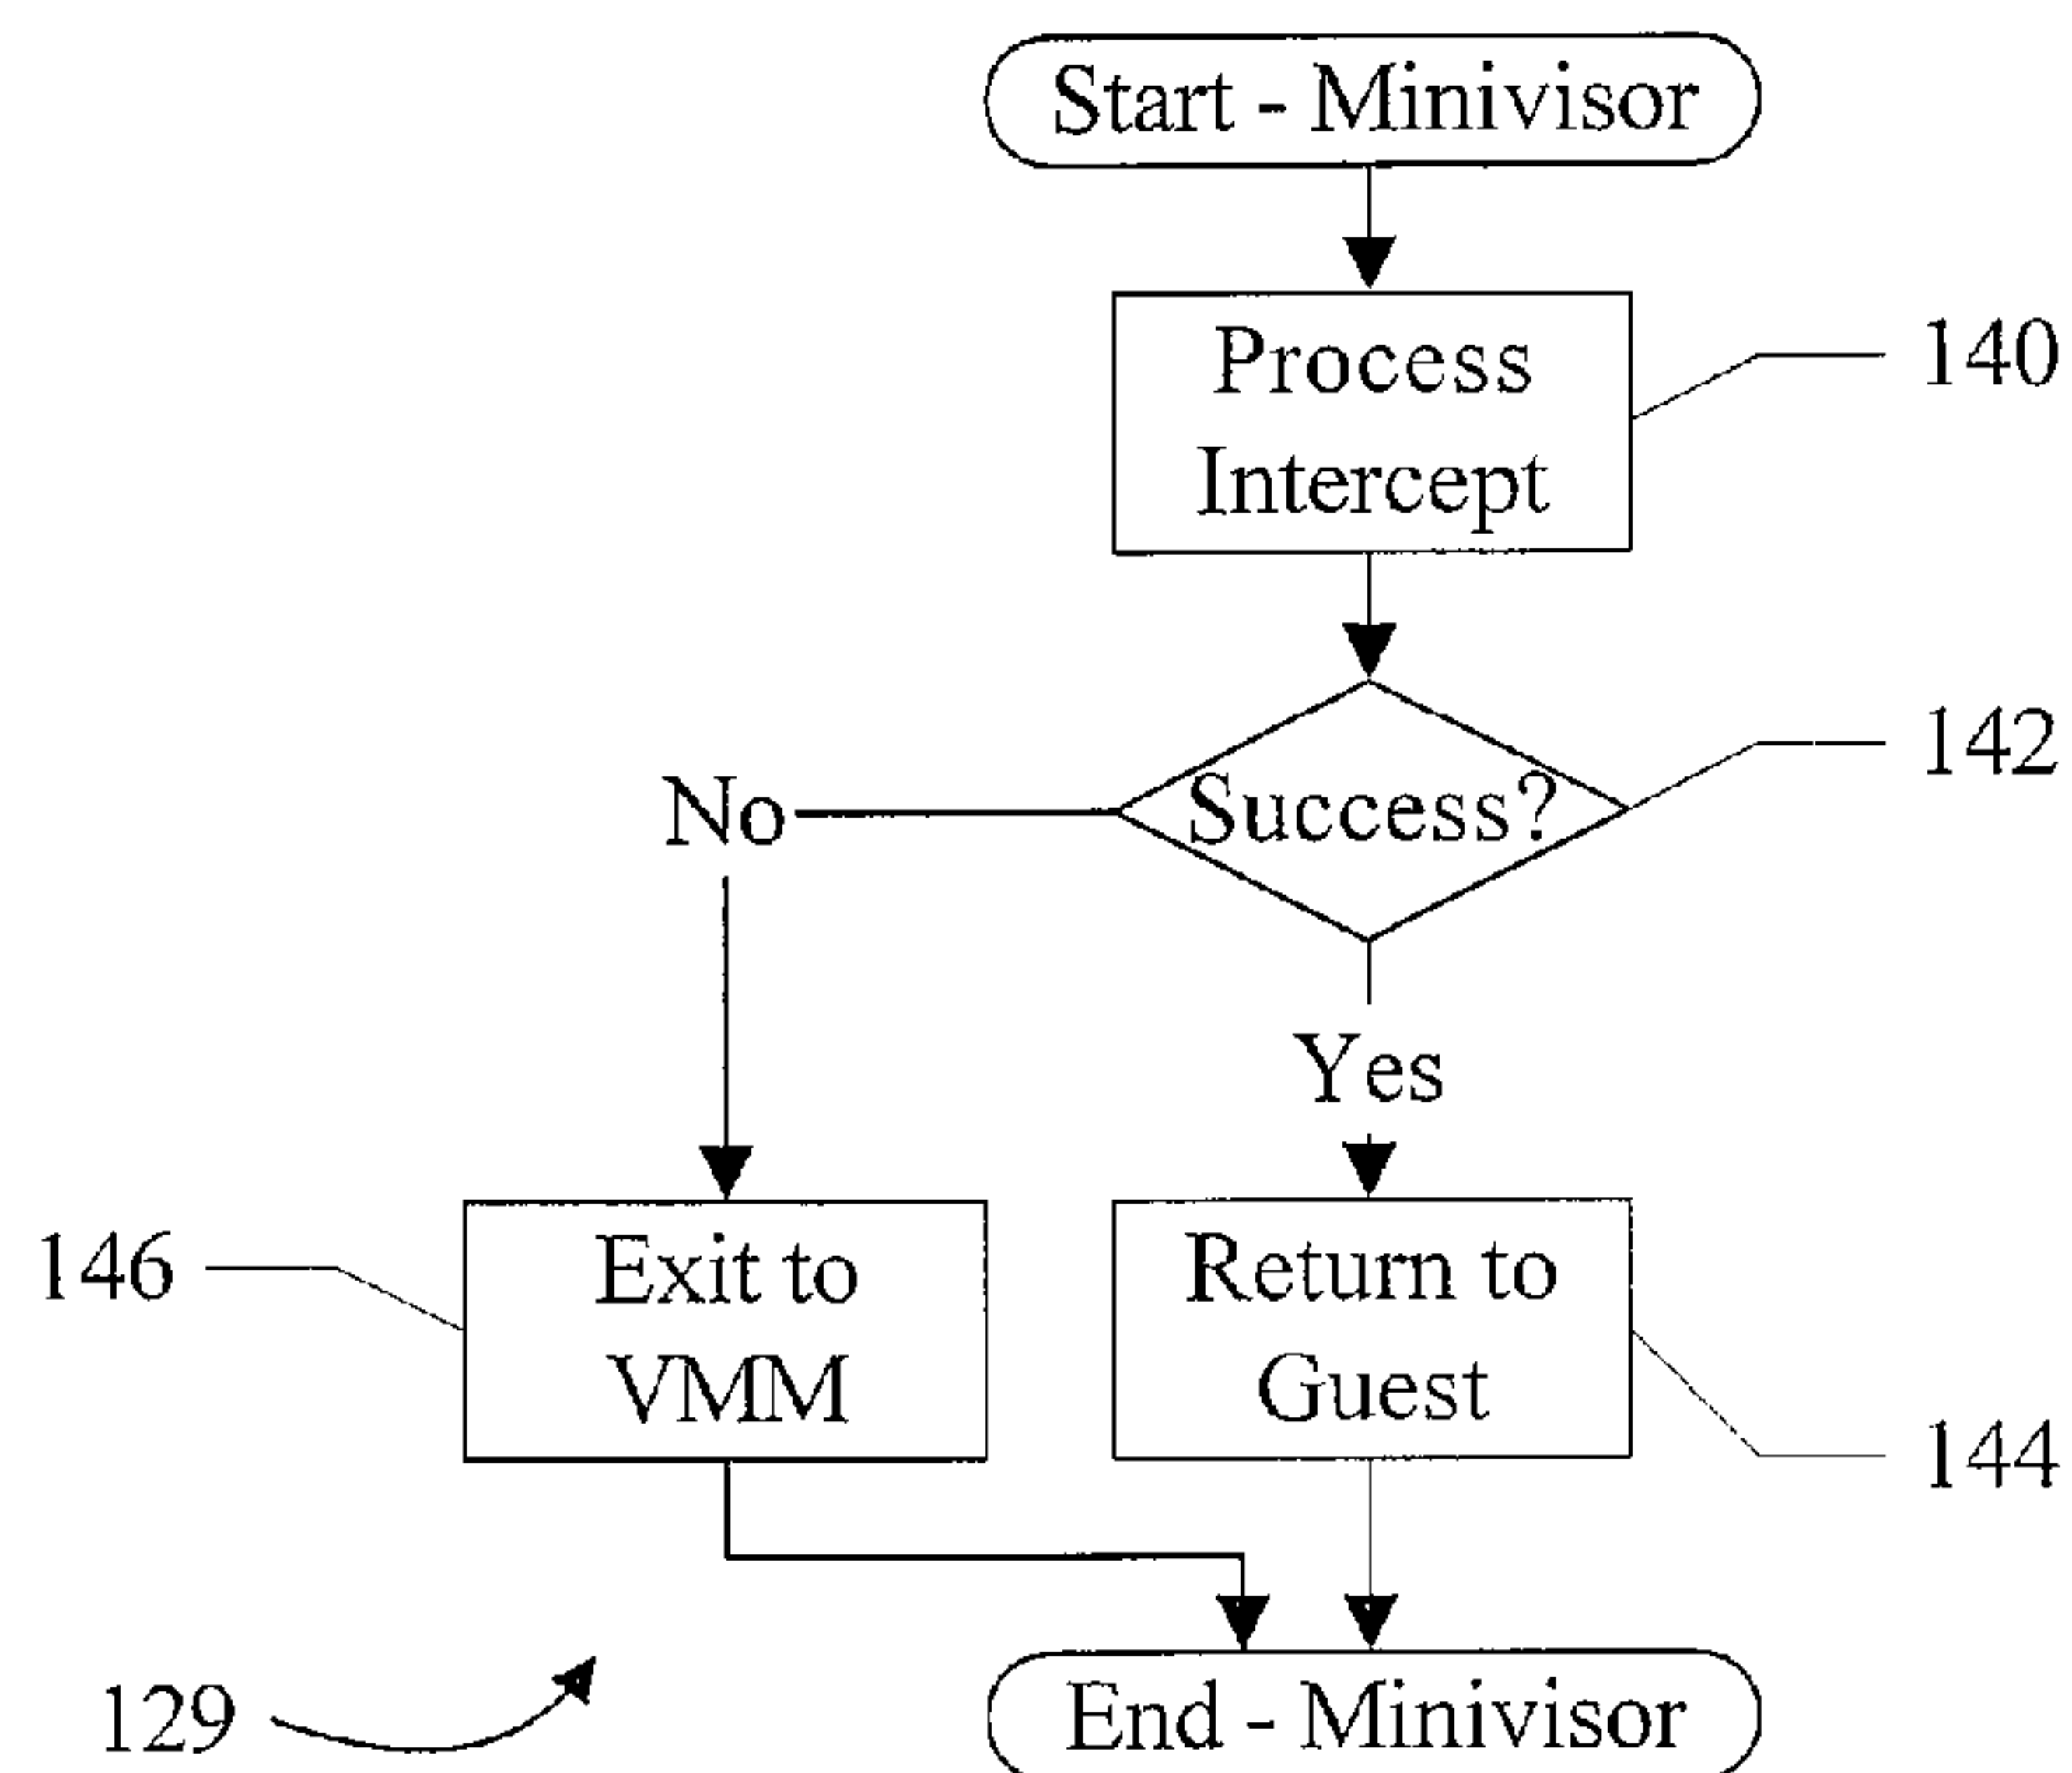 Start - Minivisor
Process
Intercept
140
Success?
142
No
Yes
146
Exit to
VMM
Return to
Guest
144
129
End - Minivisor